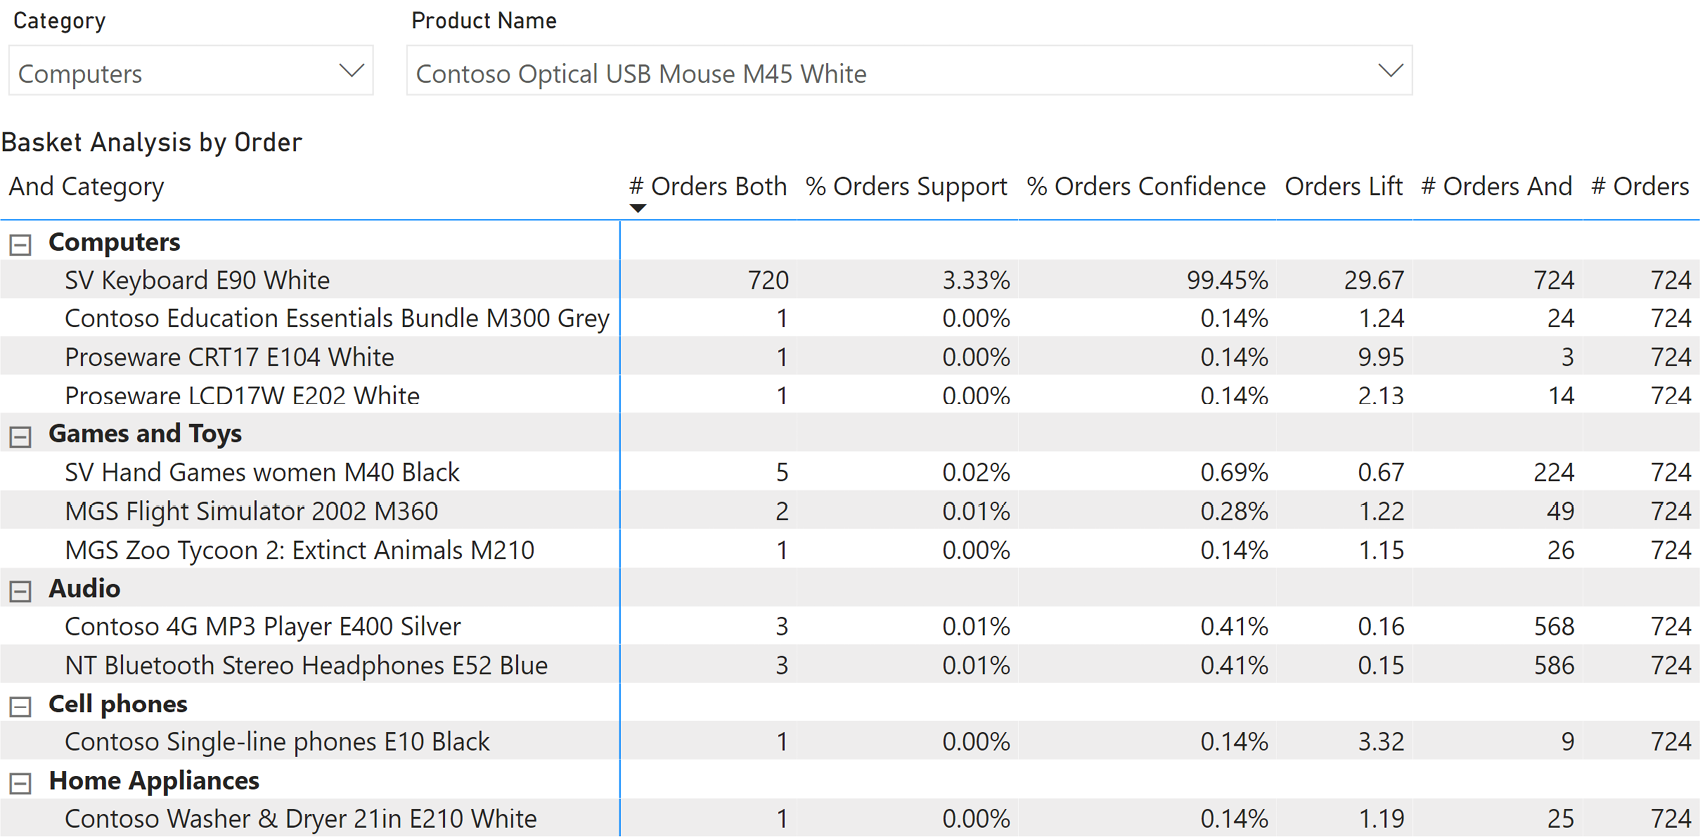 Category Product Name
Computers Contoso Optical USB Mouse M45 White
Basket Analysis by Order
And Category # Orders Both % Orders Support % Orders Confidence Orders Lift # Orders And # Orders
Computers
SV Keyboard E90 White 720 3.33% 99.45% 29.67 724 724
Contoso Education Essentials Bundle M300 Grey 1 0.00% 0.14% 1.24 24 724
Proseware CRT17 E104 White 1 0.00% 0.14% 9.95 3 724
Proseware LCD17W E202 White 1 0.00% 0.14% 2.13 14 724
Games and Toys
SV Hand Games women M40 Black 5 0.02% 0.69% 0.67 224 724
MGS Flight Simulator 2002 M360 2 0.01% 0.28% 1.22 49 724
MGS Zoo Tycoon 2: Extinct Animals M210 1 0.00% 0.14% 1.15 26 724
Audio
Contoso 4G MP3 Player E400 Silver 3 0.01% 0.41% 0.16 568 724
NT Bluetooth Stereo Headphones E52 Blue 3 0.01% 0.41% 0.15 586 724
Cell phones
Contoso Single-line phones E10 Black 1 0.00% 0.14% 3.32 9 724
Home Appliances
Contoso Washer & Dryer 21in E210 White 1 0.00% 0.14% 1.19 25 724